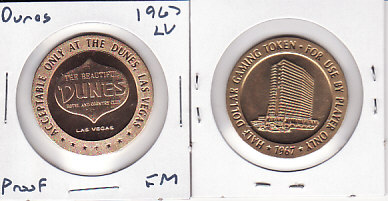 Dunes 1967
LV
ACCEPTABLE ONLY AT THE DUNES, LAS VEGAS
THE BEAUTIFUL
DUNES
HOTEL AND COUNTRY CLUB
LAS VEGAS
Proof — FM
HALF DOLLAR GAMING TOKEN • FOR USE BY PLAYER ONLY
• 1967 •